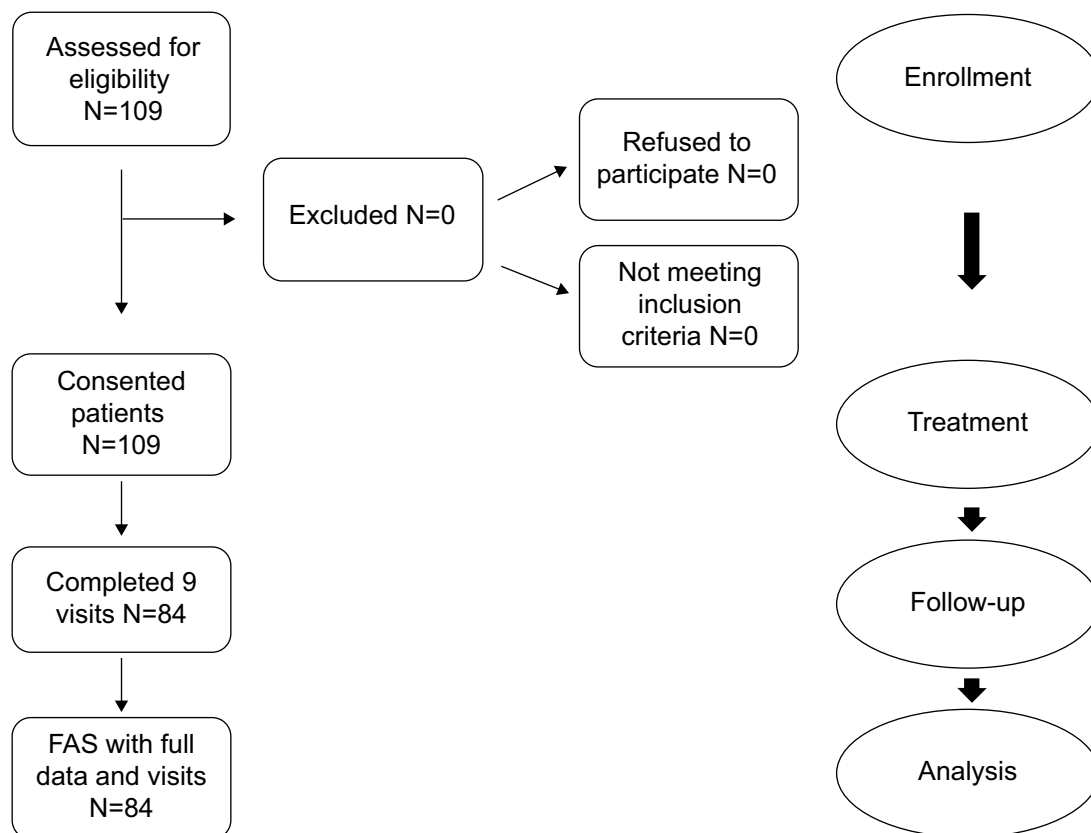 Assessed for
eligibility
N=109
Enrollment
Excluded N=0
Refused to
participate N=0
Not meeting
inclusion
criteria N=0
Consented
patients
N=109
Treatment
Completed 9
visits N=84
Follow-up
FAS with full
data and visits
N=84
Analysis